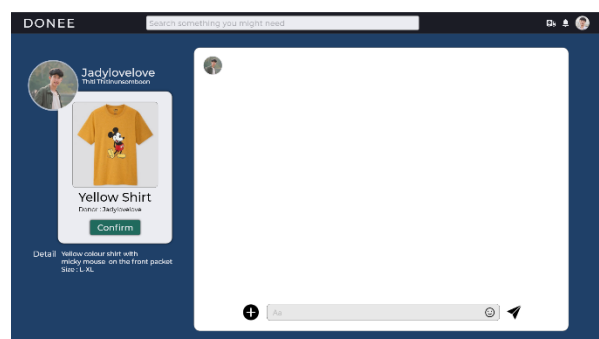 DONEE
Search something you might need
Jadylovelove
Thiti Thitinunsomboon
Yellow Shirt
Donor : Jadylovelove
Confirm
Detail
Yellow colour shirt with
micky mouse on the front packet
Size : L-XL
Aa